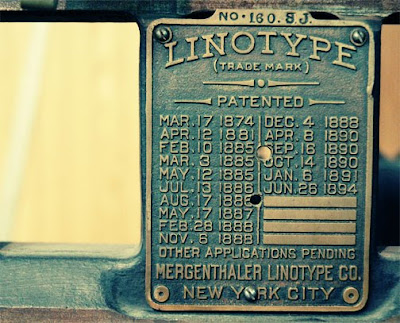 NO. 160. S.J.
LINOTYPE
(TRADE MARK)
PATENTED
MAR. 17 1874 DEC. 4 1888
APR. 12 1881 APR. 8 1890
FEB. 10 1885 SEP. 16 1890
MAR. 3 1885 OCT. 14 1890
MAY. 12 1885 JAN. 6 1891
JUL. 13 1886 JUN. 26 1894
AUG. 17 1886
MAY. 17 1887
FEB. 28 1888
NOV. 6 1888
OTHER APPLICATIONS PENDING
MERGENTHALER LINOTYPE CO.
NEW YORK CITY